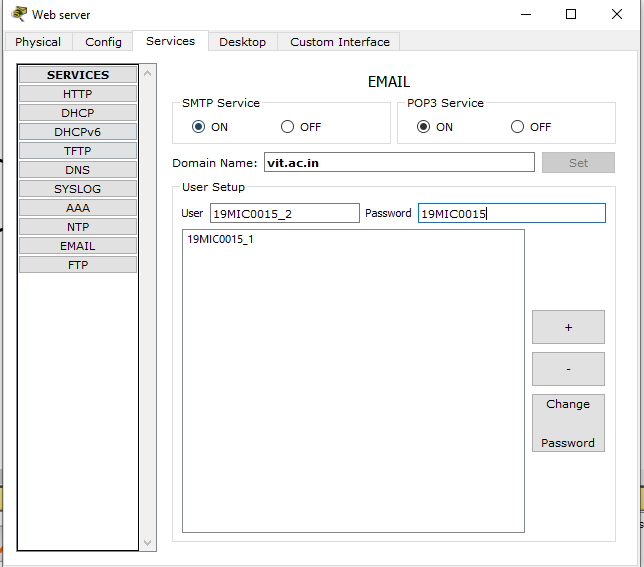 Web server
Physical Config Services Desktop Custom Interface
SERVICES
HTTP
DHCP
DHCPv6
TFTP
DNS
SYSLOG
AAA
NTP
EMAIL
FTP
EMAIL
SMTP Service
ON OFF
POP3 Service
ON OFF
Domain Name: vit.ac.in Set
User Setup
User 19MIC0015_2 Password 19MIC0015
19MIC0015_1
+
-
Change
Password